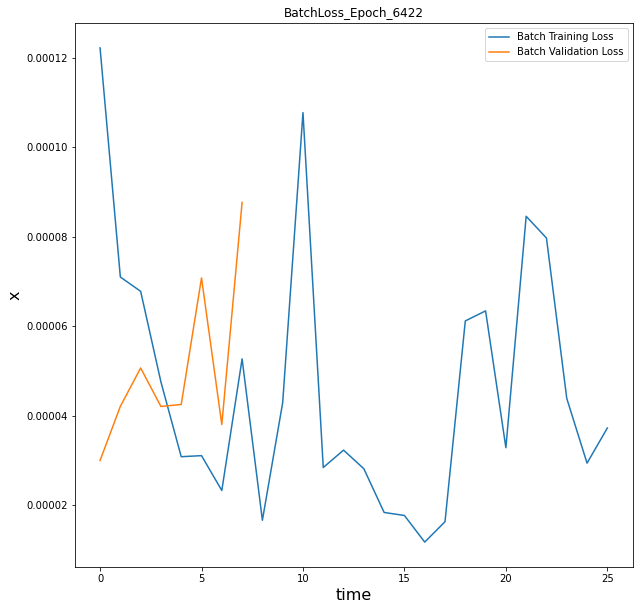 BatchLoss_Epoch_6422
Batch Training Loss
Batch Validation Loss
0.00012
0.00010
0.00008
0.00006
0.00004
0.00002
x
0 5 10 15 20 25
time